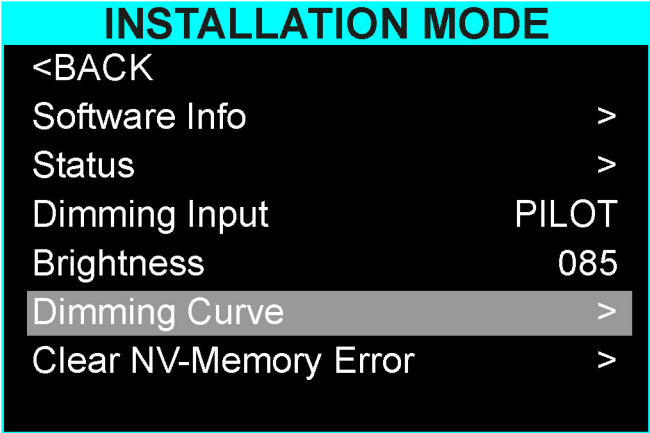 INSTALLATION MODE
<BACK
Software Info >
Status >
Dimming Input PILOT
Brightness 085
Dimming Curve >
Clear NV-Memory Error >